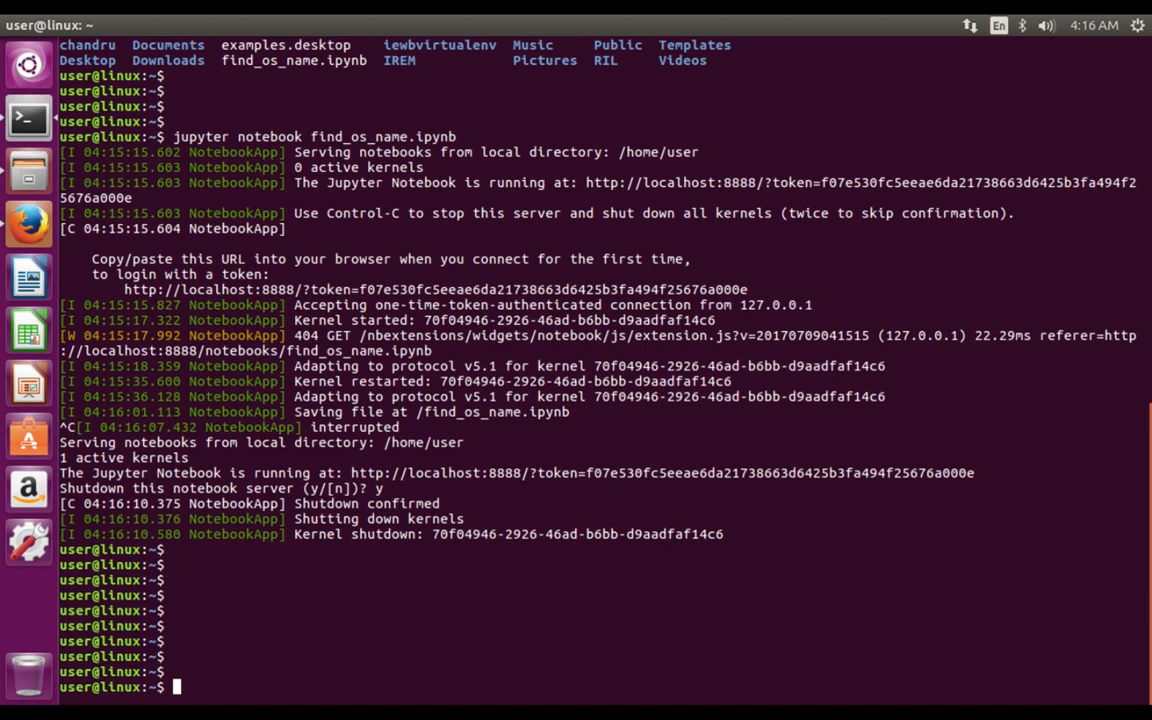 user@linux: ~
En
4:16 AM
chandru Documents examples.desktop iewbvirtualenv Music Public Templates
Desktop Downloads find_os_name.ipynb IREM Pictures RIL Videos
user@linux:~$
user@linux:~$
user@linux:~$
user@linux:~$
user@linux:~$ jupyter notebook find_os_name.ipynb
[I 04:15:15.602 NotebookApp] Serving notebooks from local directory: /home/user
[I 04:15:15.603 NotebookApp] 0 active kernels
[I 04:15:15.603 NotebookApp] The Jupyter Notebook is running at: http://localhost:8888/?token=f07e530fc5eeae6da21738663d6425b3fa494f2
5676a000e
[I 04:15:15.603 NotebookApp] Use Control-C to stop this server and shut down all kernels (twice to skip confirmation).
[C 04:15:15.604 NotebookApp]
Copy/paste this URL into your browser when you connect for the first time,
to login with a token:
http://localhost:8888/?token=f07e530fc5eeae6da21738663d6425b3fa494f25676a000e
[I 04:15:15.827 NotebookApp] Accepting one-time-token-authenticated connection from 127.0.0.1
[I 04:15:17.322 NotebookApp] Kernel started: 70f04946-2926-46ad-b6bb-d9aadfaf14c6
[W 04:15:17.992 NotebookApp] 404 GET /nbextensions/widgets/notebook/js/extension.js?v=20170709041515 (127.0.0.1) 22.29ms referer=http
://localhost:8888/notebooks/find_os_name.ipynb
[I 04:15:18.359 NotebookApp] Adapting to protocol v5.1 for kernel 70f04946-2926-46ad-b6bb-d9aadfaf14c6
[I 04:15:35.600 NotebookApp] Kernel restarted: 70f04946-2926-46ad-b6bb-d9aadfaf14c6
[I 04:15:36.128 NotebookApp] Adapting to protocol v5.1 for kernel 70f04946-2926-46ad-b6bb-d9aadfaf14c6
[I 04:16:01.113 NotebookApp] Saving file at /find_os_name.ipynb
^C[I 04:16:07.432 NotebookApp] interrupted
Serving notebooks from local directory: /home/user
1 active kernels
The Jupyter Notebook is running at: http://localhost:8888/?token=f07e530fc5eeae6da21738663d6425b3fa494f25676a000e
Shutdown this notebook server (y/[n])? y
[C 04:16:10.375 NotebookApp] Shutdown confirmed
[I 04:16:10.376 NotebookApp] Shutting down kernels
[I 04:16:10.580 NotebookApp] Kernel shutdown: 70f04946-2926-46ad-b6bb-d9aadfaf14c6
user@linux:~$
user@linux:~$
user@linux:~$
user@linux:~$
user@linux:~$
user@linux:~$
user@linux:~$
user@linux:~$
user@linux:~$
user@linux:~$